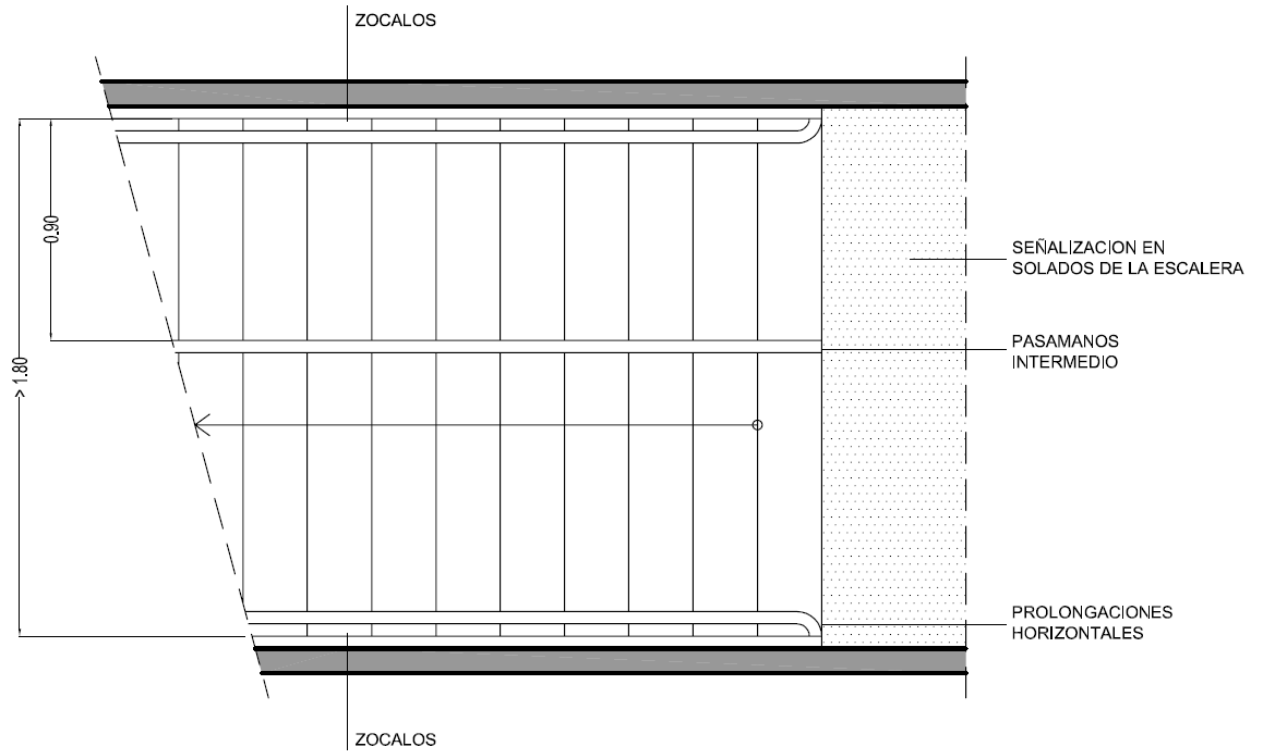 ZOCALOS
0.90
> 1.80
SEÑALIZACION EN
SOLADOS DE LA ESCALERA
PASAMANOS
INTERMEDIO
PROLONGACIONES
HORIZONTALES
ZOCALOS